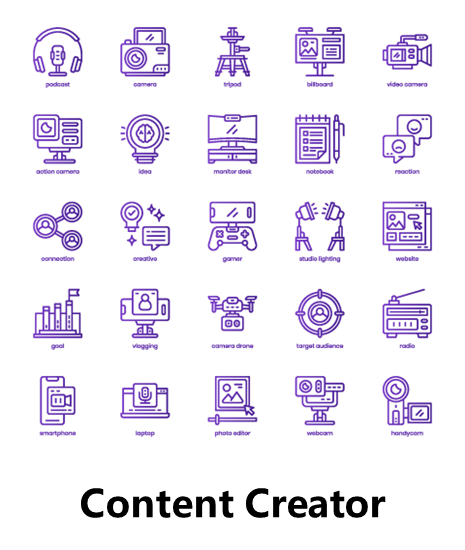 podcast
camera
tripod
billboard
video camera
action camera
idea
monitor desk
notebook
reaction
connection
creative
gamer
studio lighting
website
goal
vlogging
camera drone
target audience
radio
smartphone
laptop
photo editor
webcam
handycam
Content Creator